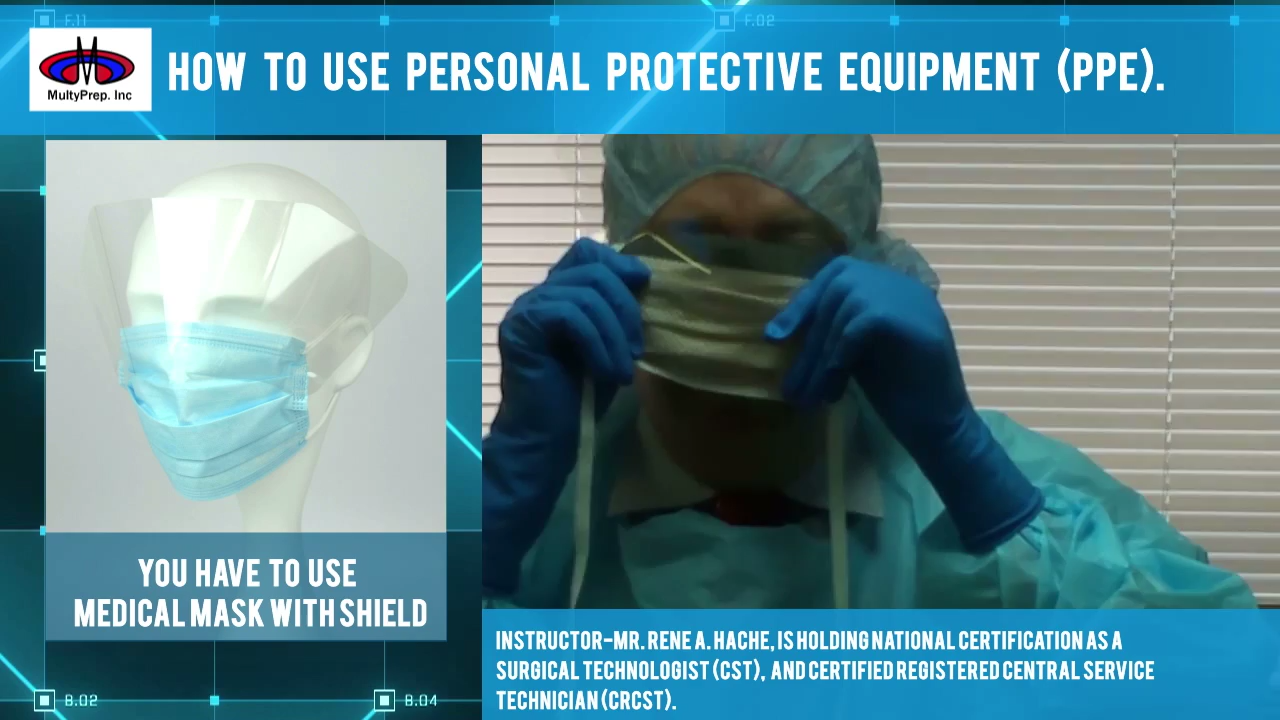 F.11
F.02
MultyPrep. Inc
HOW TO USE PERSONAL PROTECTIVE EQUIPMENT (PPE).
YOU HAVE TO USE
MEDICAL MASK WITH SHIELD
INSTRUCTOR-MR. RENE A. HACHE, IS HOLDING NATIONAL CERTIFICATION AS A
SURGICAL TECHNOLOGIST (CST), AND CERTIFIED REGISTERED CENTRAL SERVICE
TECHNICIAN (CRCST).
B.02
B.04